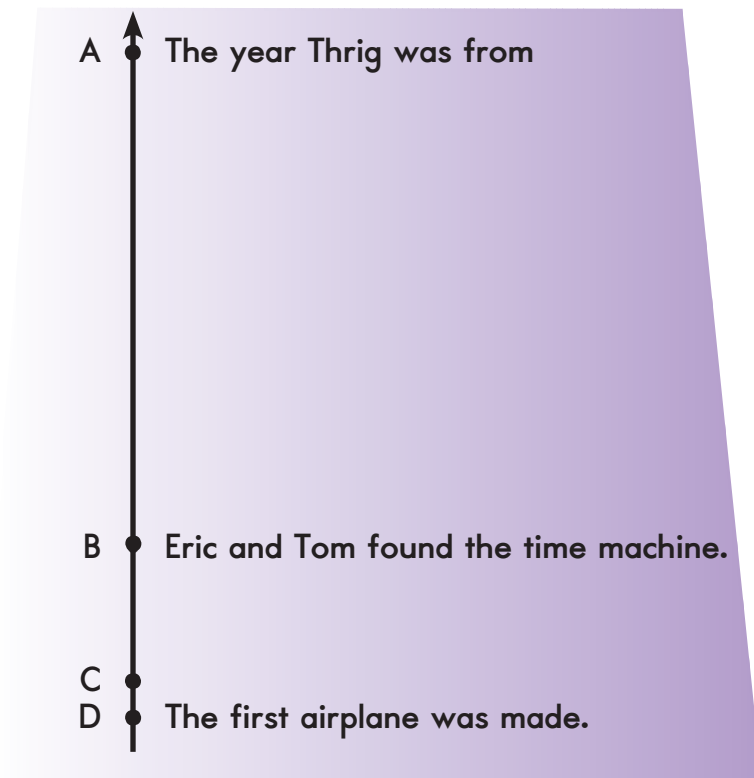 A The year Thrig was from
B Eric and Tom found the time machine.
C
D The first airplane was made.